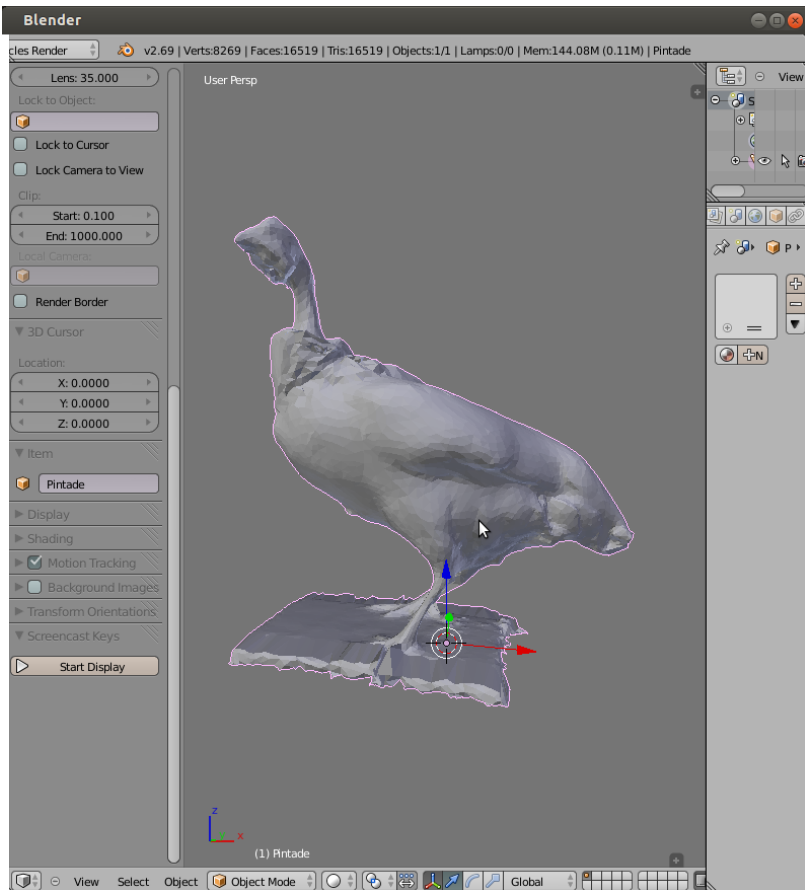 Blender
cles Render
v2.69 | Verts:8269 | Faces:16519 | Tris:16519 | Objects:1/1 | Lamps:0/0 | Mem:144.08M (0.11M) | Pintade
Lens: 35.000
Lock to Object:
Lock to Cursor
Lock Camera to View
Clip:
Start: 0.100
End: 1000.000
Local Camera:
Render Border
3D Cursor
Location:
X: 0.0000
Y: 0.0000
Z: 0.0000
Item
Pintade
Display
Shading
Motion Tracking
Background Images
Transform Orientations
Screencast Keys
Start Display
User Persp
z
x
(1) Pintade
View
S
P
N
View Select Object Object Mode Global